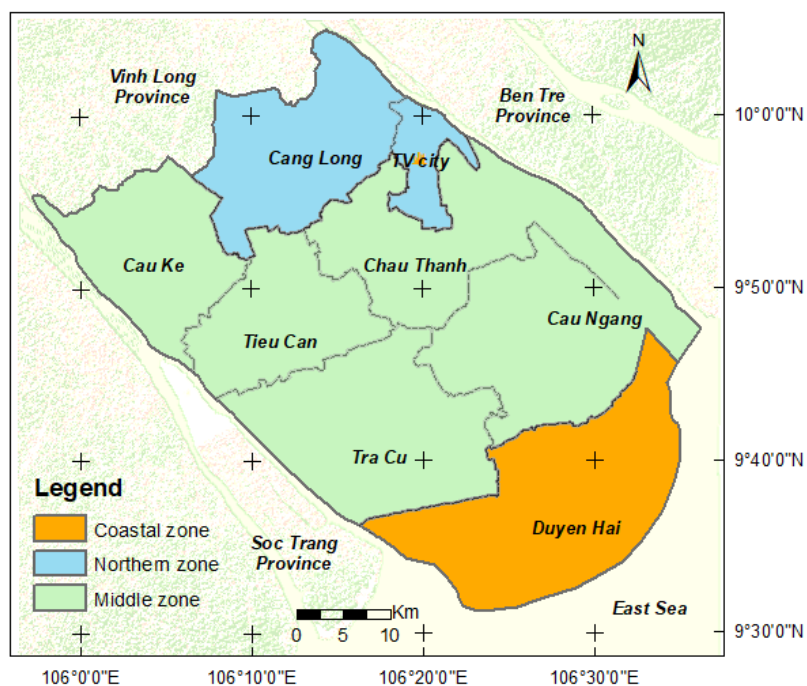 N
Vinh Long
Province
Ben Tre
Province
10°0'0"N
Cang Long
TV city
Cau Ke
Chau Thanh
9°50'0"N
Cau Ngang
Tieu Can
Tra Cu
9°40'0"N
Legend
Coastal zone
Northern zone
Middle zone
Soc Trang
Province
Duyen Hai
East Sea
Km
0 5 10
9°30'0"N
106°0'0"E 106°10'0"E 106°20'0"E 106°30'0"E